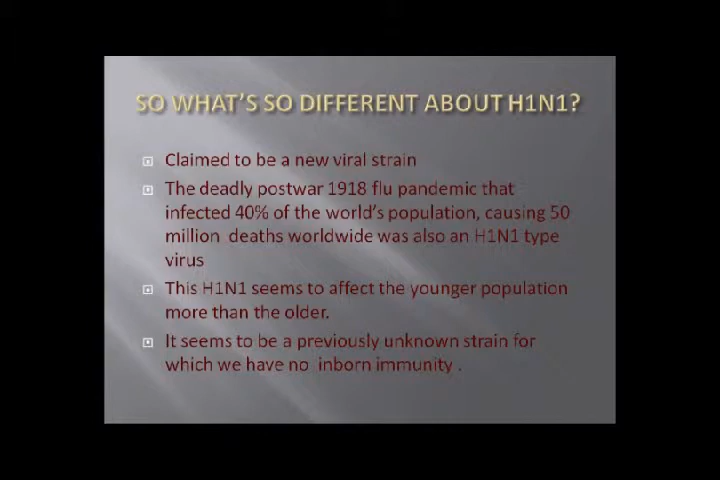 SO WHAT'S SO DIFFERENT ABOUT H1N1?
Claimed to be a new viral strain
The deadly postwar 1918 flu pandemic that
infected 40% of the world's population, causing 50
million deaths worldwide was also an H1N1 type
virus
This H1N1 seems to affect the younger population
more than the older.
It seems to be a previously unknown strain for
which we have no inborn immunity .